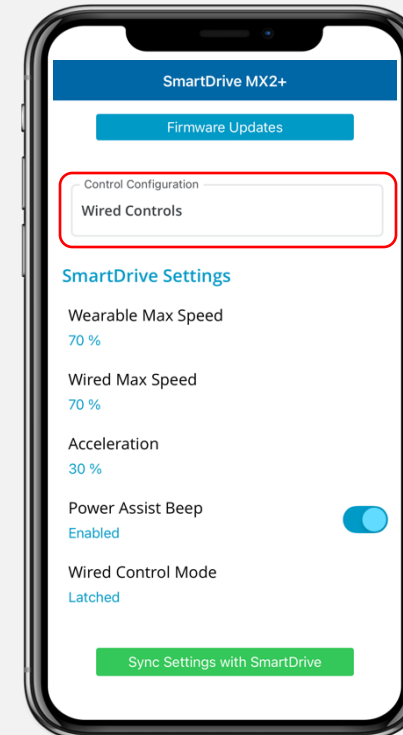 SmartDrive MX2+
Firmware Updates
Control Configuration
Wired Controls
SmartDrive Settings
Wearable Max Speed
70 %
Wired Max Speed
70 %
Acceleration
30 %
Power Assist Beep
Enabled
Wired Control Mode
Latched
Sync Settings with SmartDrive